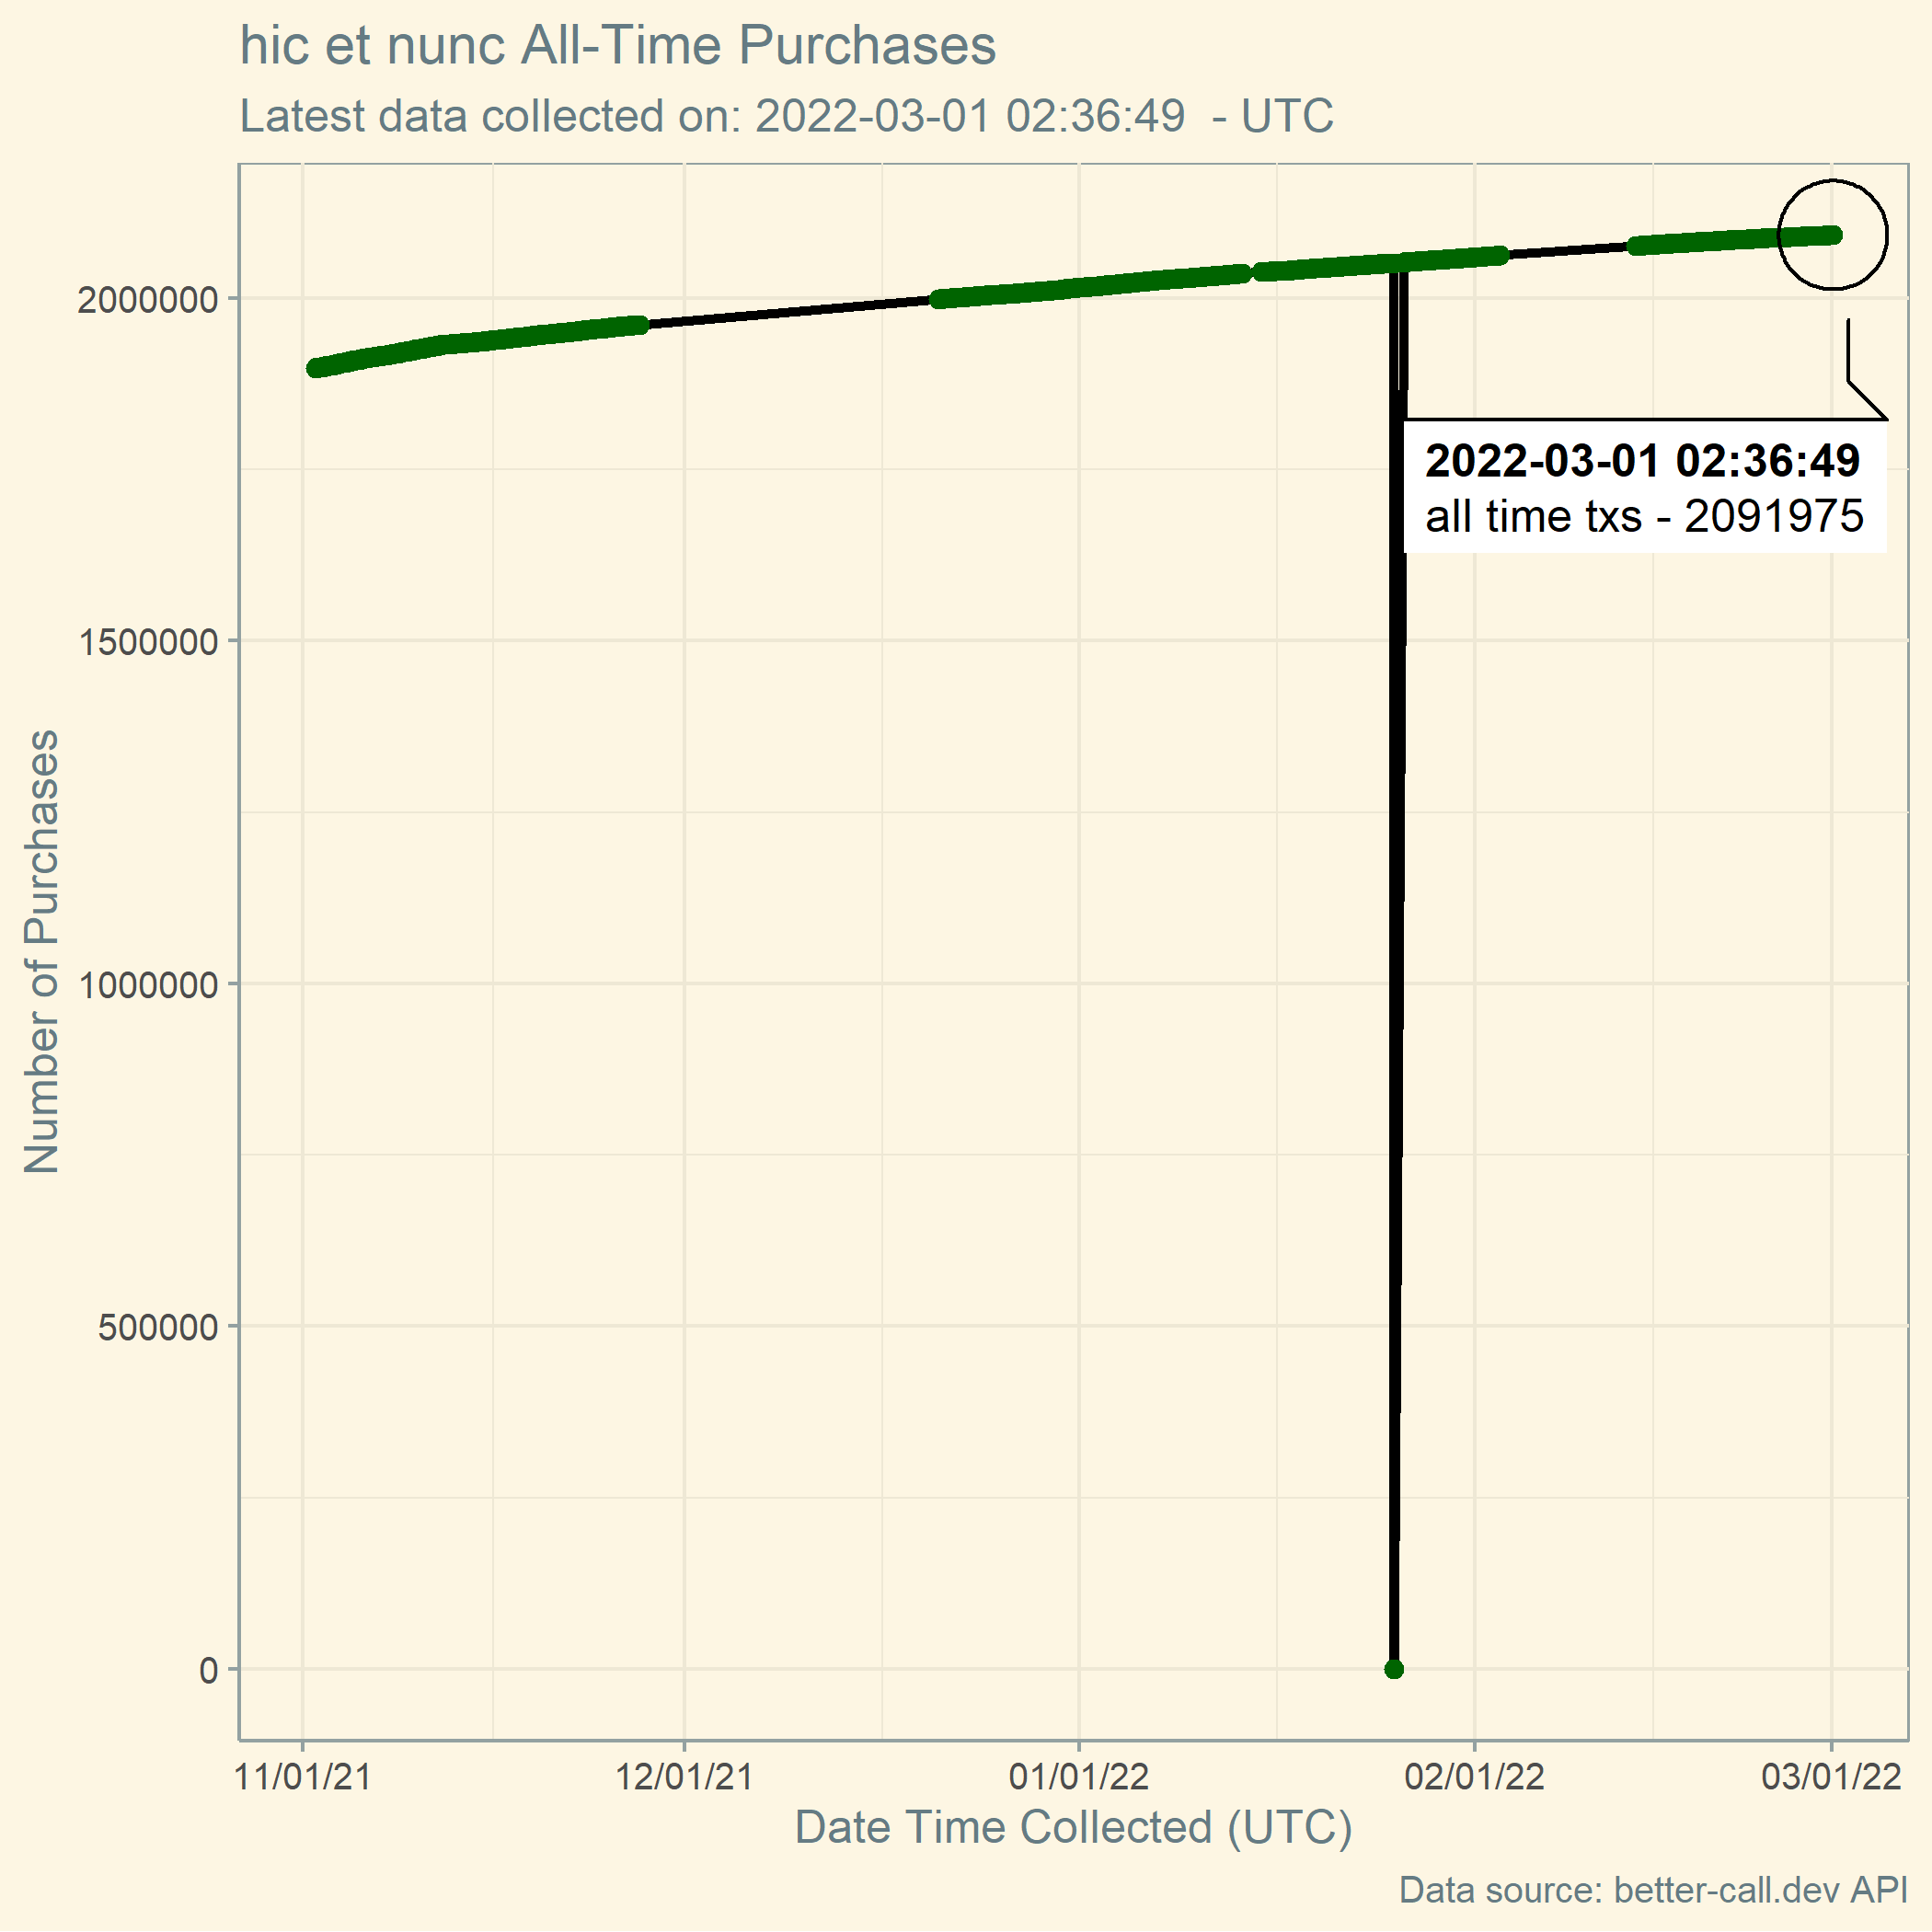 hic et nunc All-Time Purchases
Latest data collected on: 2022-03-01 02:36:49  - UTC
Number of Purchases
2000000
1500000
1000000
500000
0
2022-03-01 02:36:49
all time txs - 2091975
11/01/21
12/01/21
01/01/22
02/01/22
03/01/22
Date Time Collected (UTC)
Data source: better-call.dev API